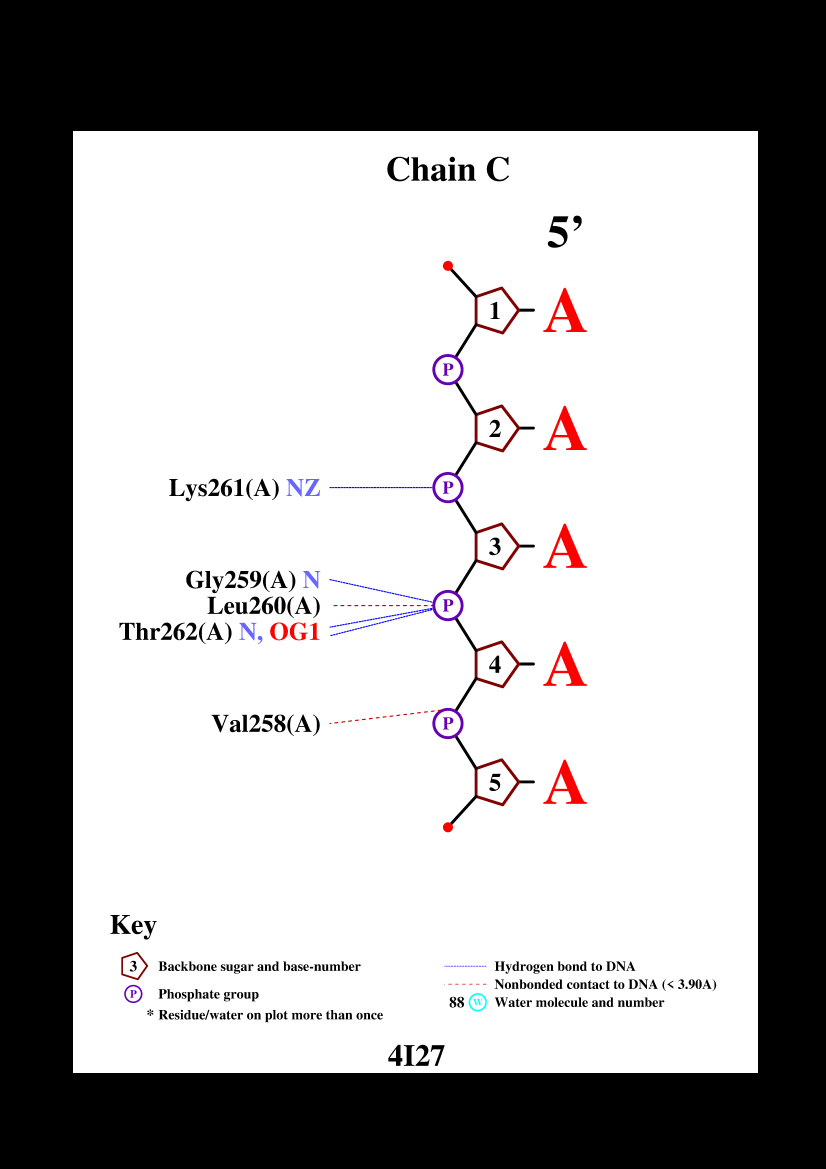 Chain C
5’
1 A
P
2 A
Lys261(A) NZ P
3 A
Gly259(A) N
Leue260(A) P
Thr262(A) N, OG1
4 A
Val258(A) P
5 A
Key
3 Backbone sugar and base-number
P Phosphate group
* Residue/water on plot more than once
Hydrogen bond to DNA
Nonbonded contact to DNA (< 3.90A)
88 W Water molecule and number
4I27